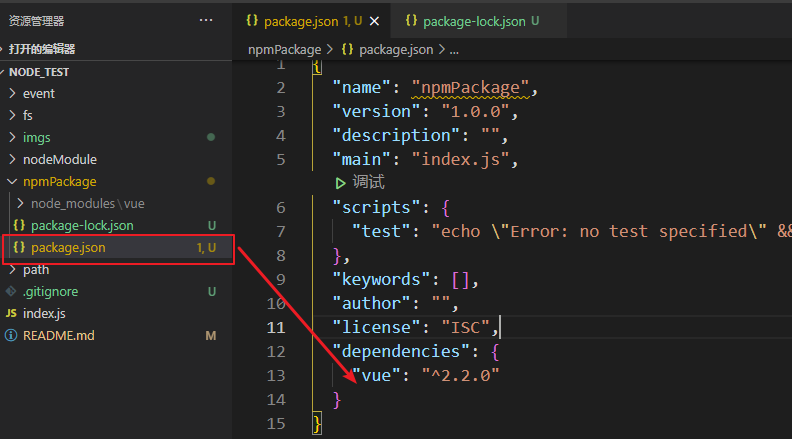 资源管理器 ...
打开的编辑器
NODE_TEST
event
fs
imgs
nodeModule
npmPackage
node_modules\vue
package-lock.json U
package.json 1, U
path
.gitignore U
JS index.js
README.md M
{} package.json 1, U × {} package-lock.json U
npmPackage > {} package.json > ...
1 {
2 "name": "npmPackage",
3 "version": "1.0.0",
4 "description": "",
5 "main": "index.js",
调试
6 "scripts": {
7 "test": "echo \"Error: no test specified\" &&
8 },
9 "keywords": [],
10 "author": "",
11 "license": "ISC",
12 "dependencies": {
13 "vue": "^2.2.0"
14 }
15 }